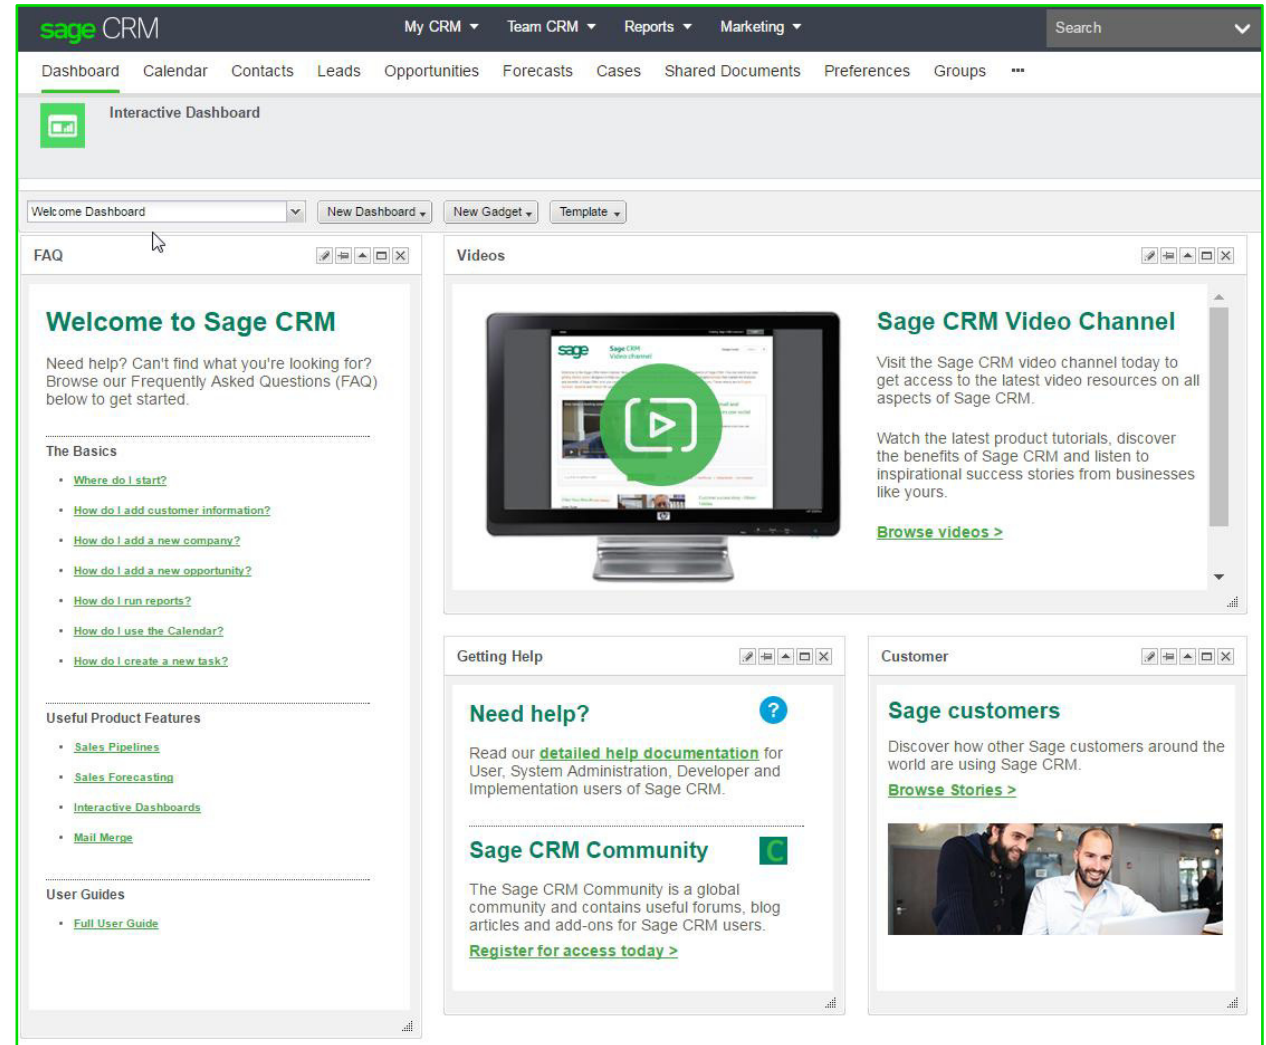 sage CRM
My CRM
Team CRM
Reports
Marketing
Search
Dashboard
Calendar
Contacts
Leads
Opportunities
Forecasts
Cases
Shared Documents
Preferences
Groups
Interactive Dashboard
Welcome Dashboard
New Dashboard
New Gadget
Template
FAQ
Welcome to Sage CRM
Need help? Can't find what you're looking for?
Browse our Frequently Asked Questions (FAQ)
below to get started.
The Basics
Where do I start?
How do I add customer information?
How do I add a new company?
How do I add a new opportunity?
How do I run reports?
How do I use the Calendar?
How do I create a new task?
Useful Product Features
Sales Pipelines
Sales Forecasting
Interactive Dashboards
Mail Merge
User Guides
Full User Guide
Videos
sage
Sage CRM
Video channel
Sage CRM Video Channel
Visit the Sage CRM video channel today to
get access to the latest video resources on all
aspects of Sage CRM.
Watch the latest product tutorials, discover
the benefits of Sage CRM and listen to
inspirational success stories from businesses
like yours.
Browse videos >
Getting Help
Need help?
?
Read our detailed help documentation for
User, System Administration, Developer and
Implementation users of Sage CRM.
Sage CRM Community
C
The Sage CRM Community is a global
community and contains useful forums, blog
articles and add-ons for Sage CRM users.
Register for access today >
Customer
Sage customers
Discover how other Sage customers around the
world are using Sage CRM.
Browse Stories >